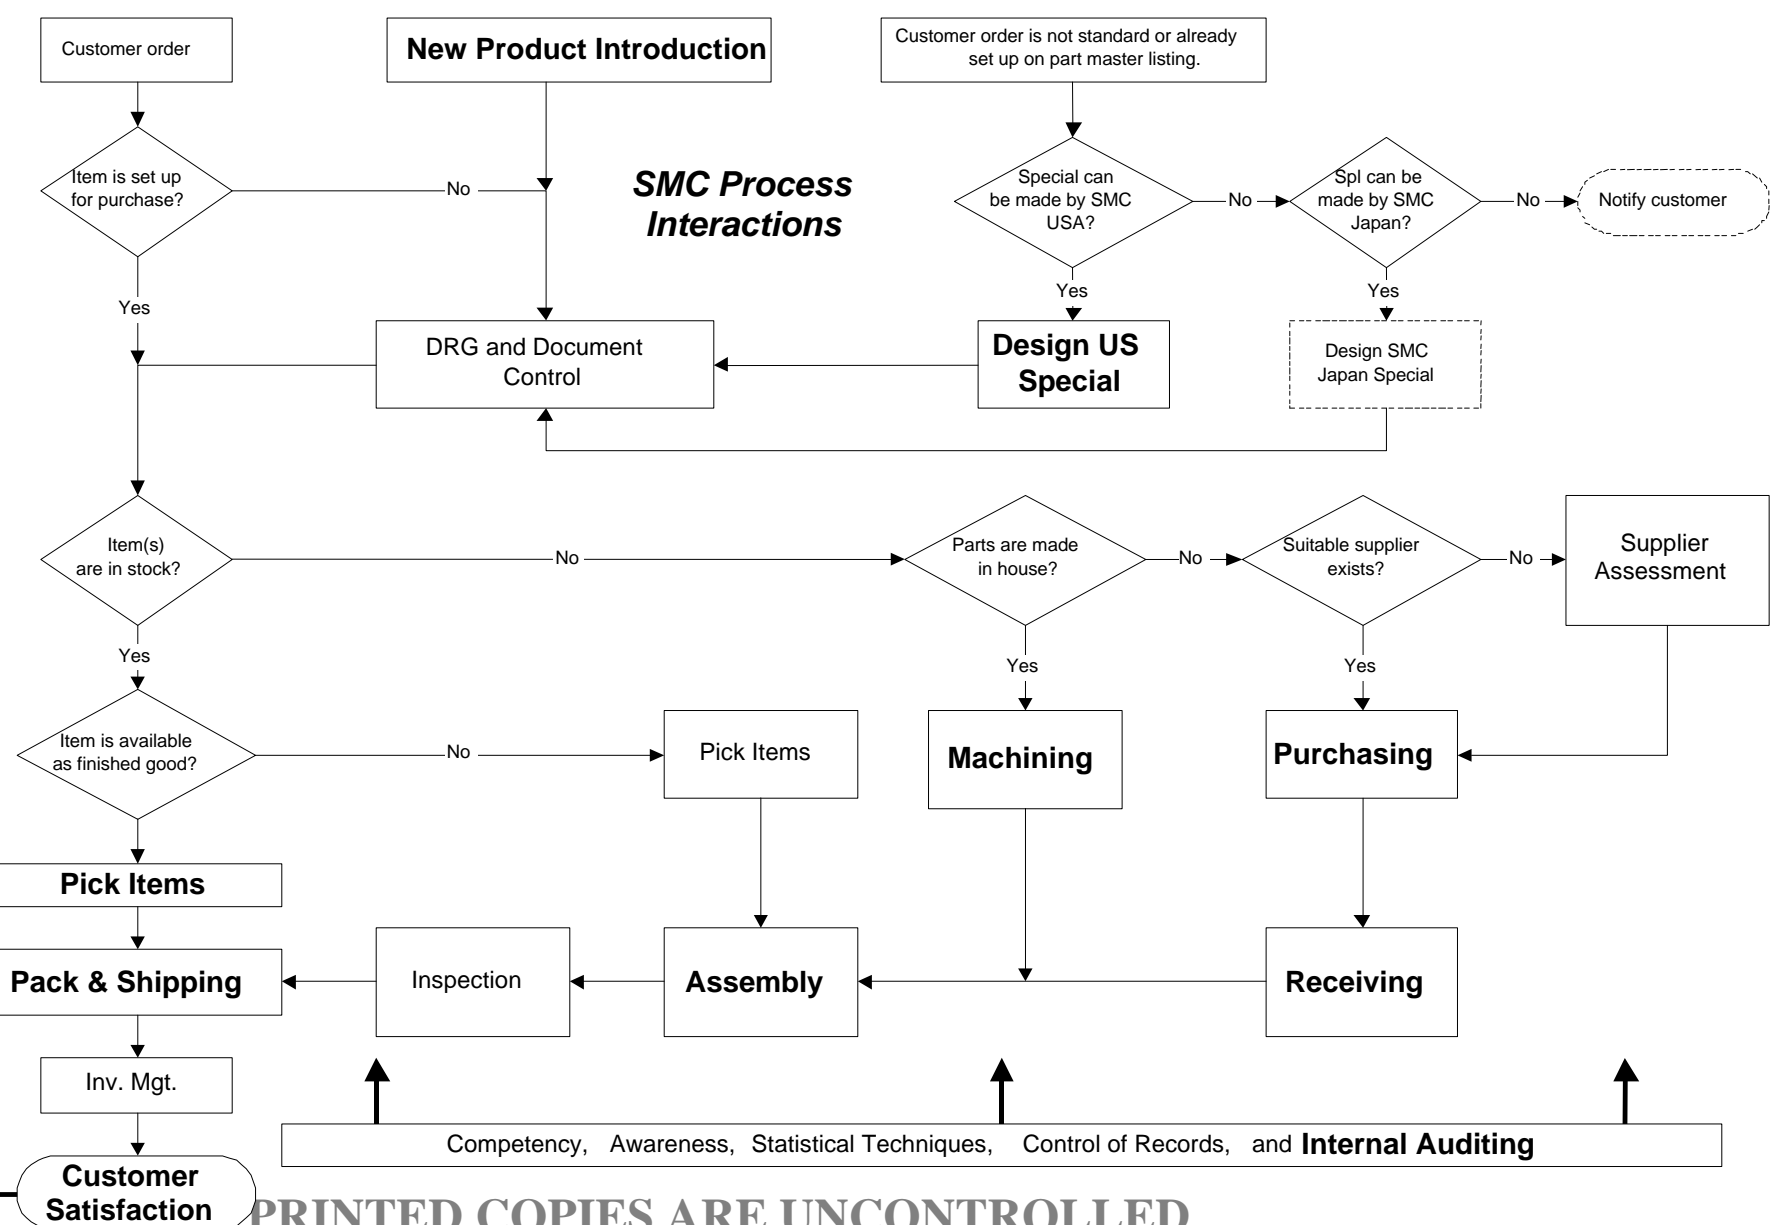 Customer order
New Product Introduction
Customer order is not standard or already
set up on part master listing.
Item is set up
for purchase?
No
SMC Process
Interactions
Special can
be made by SMC
USA?
No
Spl can be
made by SMC
Japan?
No
Notify customer
Yes
Yes
Yes
DRG and Document
Control
Design US
Special
Design SMC
Japan Special
Item(s)
are in stock?
No
Parts are made
in house?
No
Suitable supplier
exists?
No
Supplier
Assessment
Yes
Yes
Yes
Item is available
as finished good?
No
Pick Items
Machining
Purchasing
Pick Items
Pack & Shipping
Inspection
Assembly
Receiving
Inv. Mgt.
Competency, Awareness, Statistical Techniques, Control of Records, and Internal Auditing
Customer
Satisfaction
PRINTED COPIES ARE UNCONTROLLED